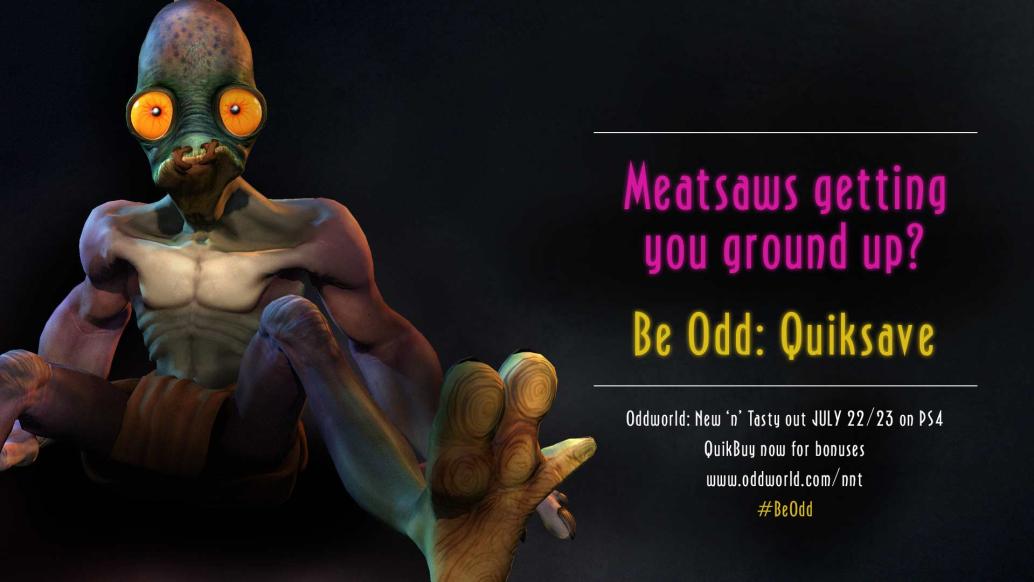 Meatsaws getting
you ground up?
Be Odd: Quiksave
Oddworld: New ‘n’ Tasty out JULY 22/23 on PS4
QuikBuy now for bonuses
www.oddworld.com/nnt
#BeOdd